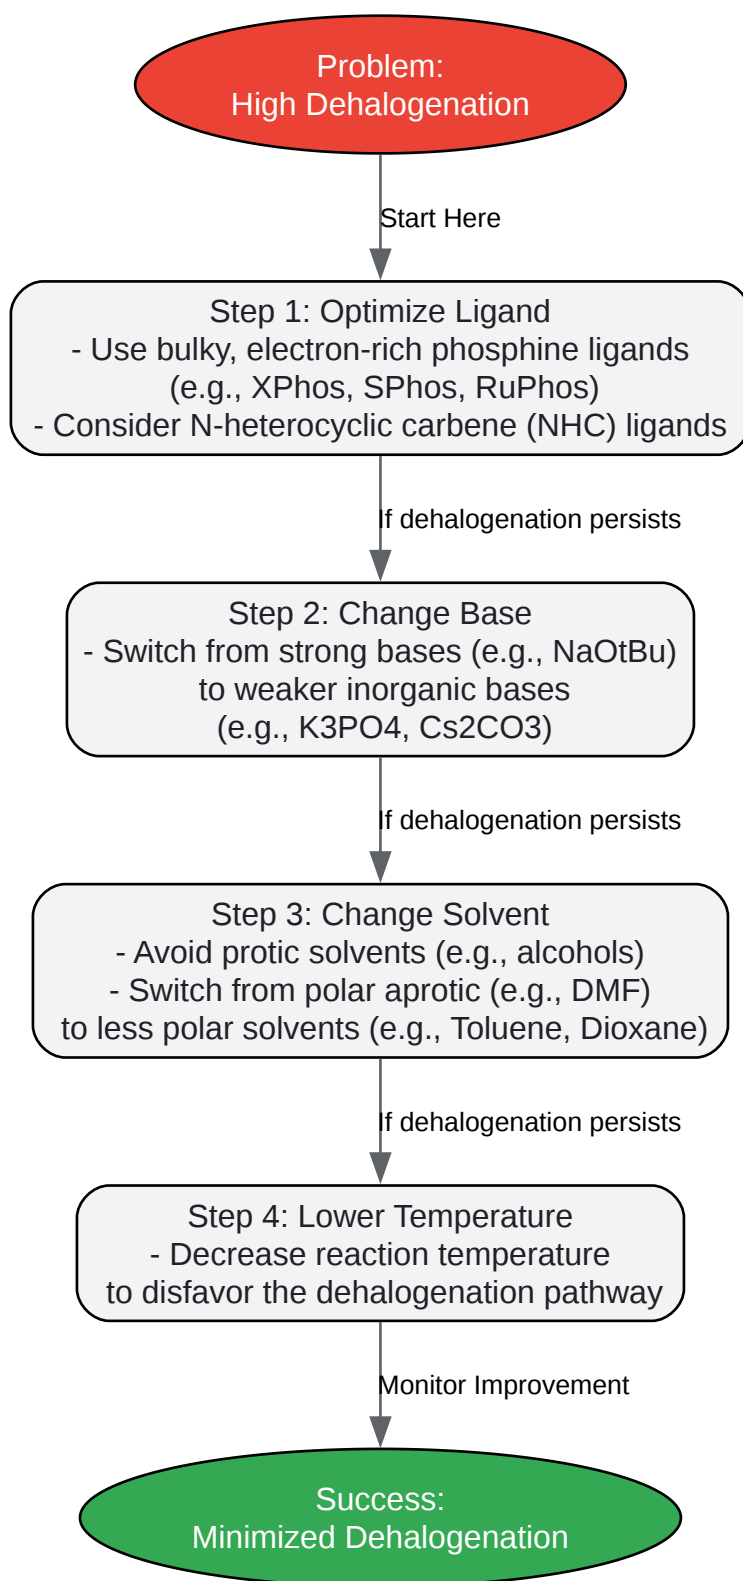 Problem:
High Dehalogenation
Start Here
Step 1: Optimize Ligand
- Use bulky, electron-rich phosphine ligands
(e.g., XPhos, SPhos, RuPhos)
- Consider N-heterocyclic carbene (NHC) ligands
If dehalogenation persists
Step 2: Change Base
- Switch from strong bases (e.g., NaOtBu)
to weaker inorganic bases
(e.g., K3PO4, Cs2CO3)
If dehalogenation persists
Step 3: Change Solvent
- Avoid protic solvents (e.g., alcohols)
- Switch from polar aprotic (e.g., DMF)
to less polar solvents (e.g., Toluene, Dioxane)
If dehalogenation persists
Step 4: Lower Temperature
- Decrease reaction temperature
to disfavor the dehalogenation pathway
Monitor Improvement
Success:
Minimized Dehalogenation